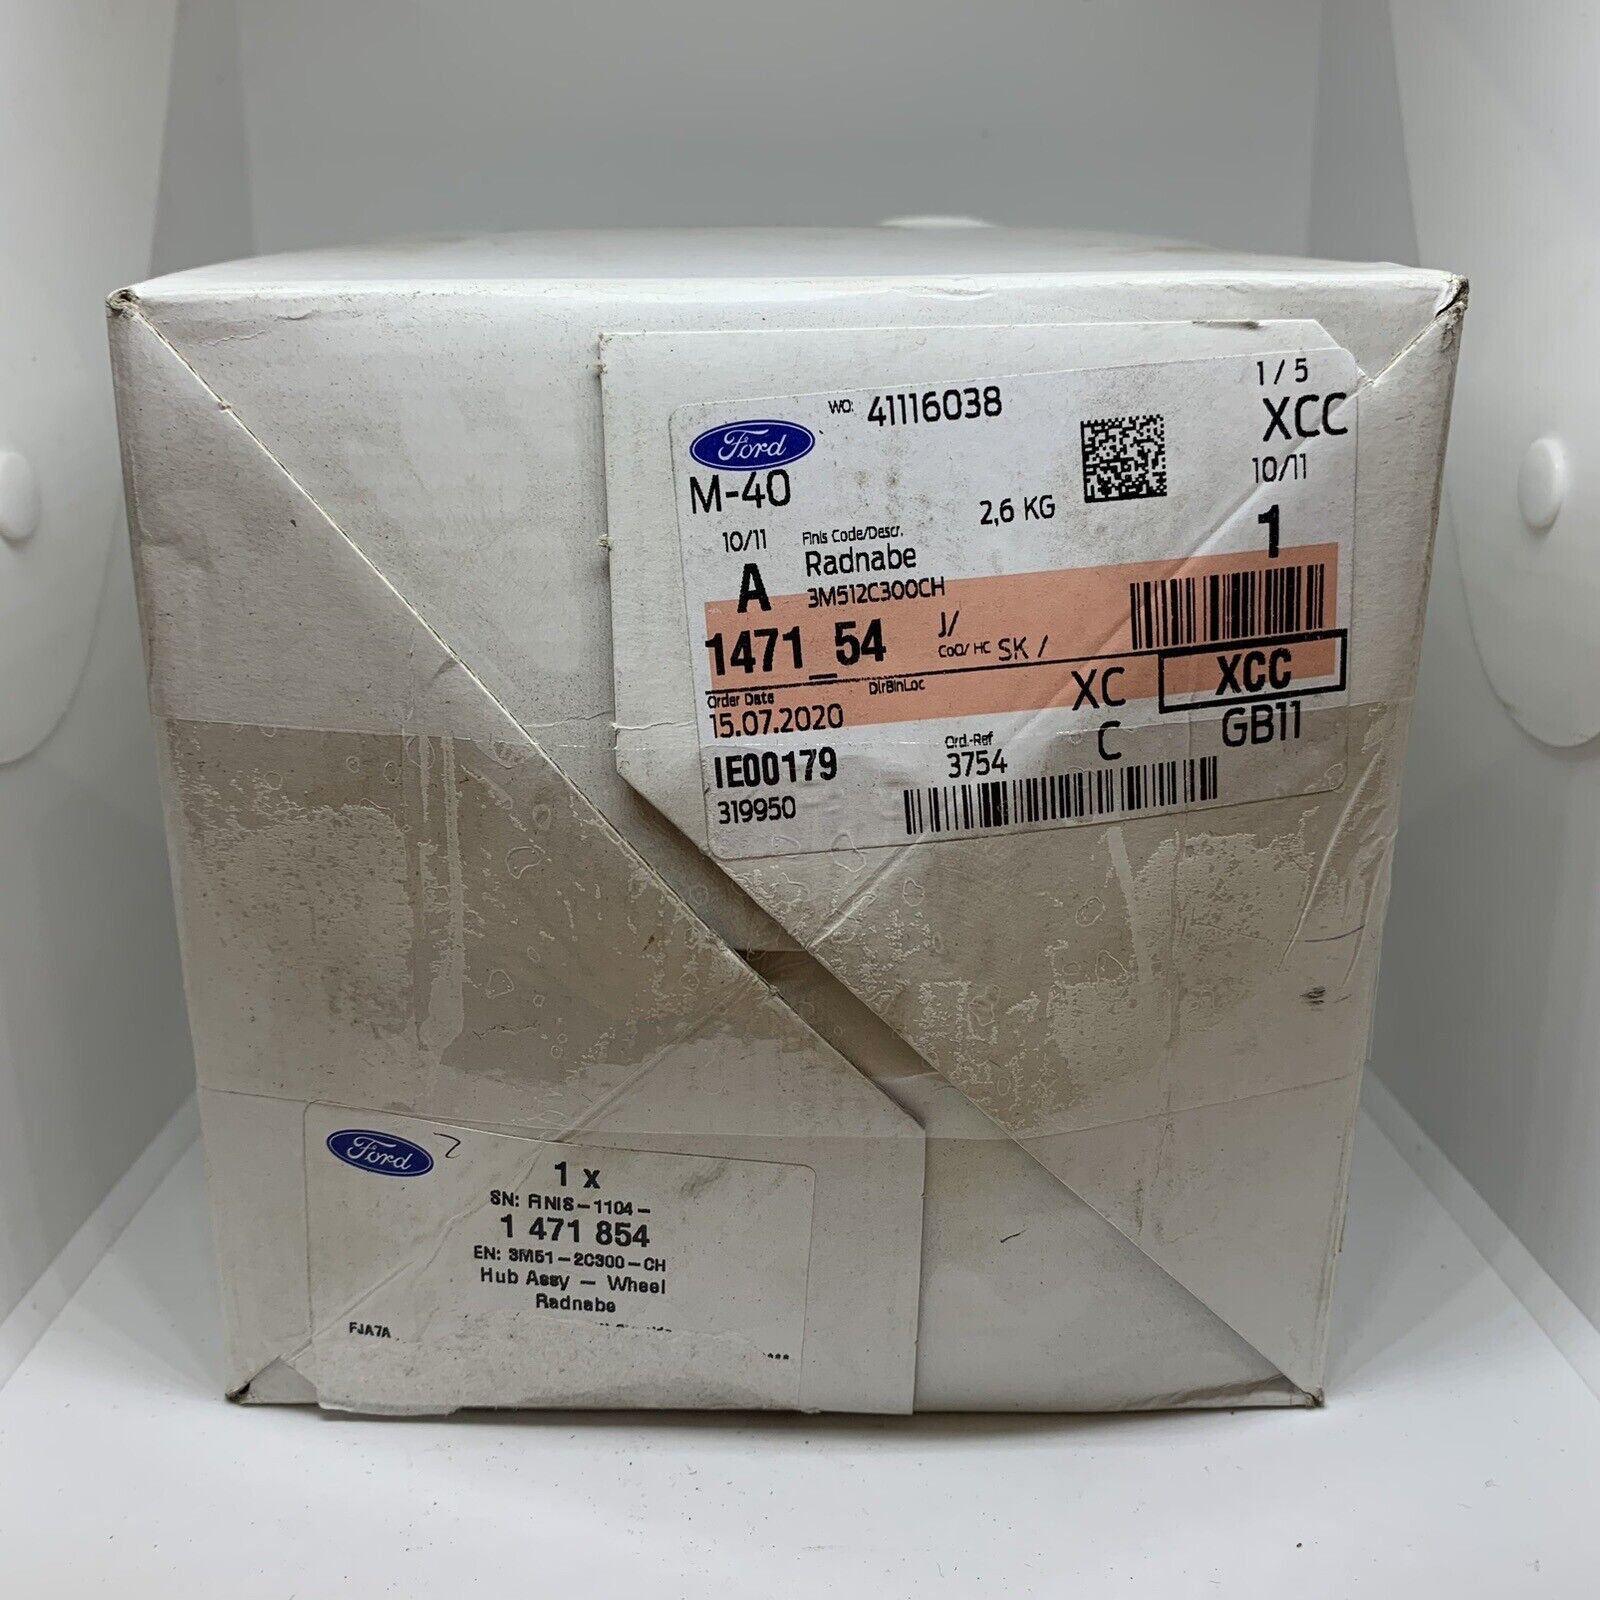 WO: 41116038
1 / 5
Ford
XCC
M-40
2,6 KG
10/11
10/11
Finis Code/Descr.
Radnabe
1
A
3M512C300CH
1471_54
J/
CoO/ HC SK /
XCC
XC
Order Date
DlrBinLoc
15.07.2020
C
GB11
IE00179
Ord.-Ref
3754
319950
Ford
1 x
SN: FINIS-1104-
1 471 854
EN: 3M51-2C300-CH
Hub Assy - Wheel
Radnabe
FJA7A
***